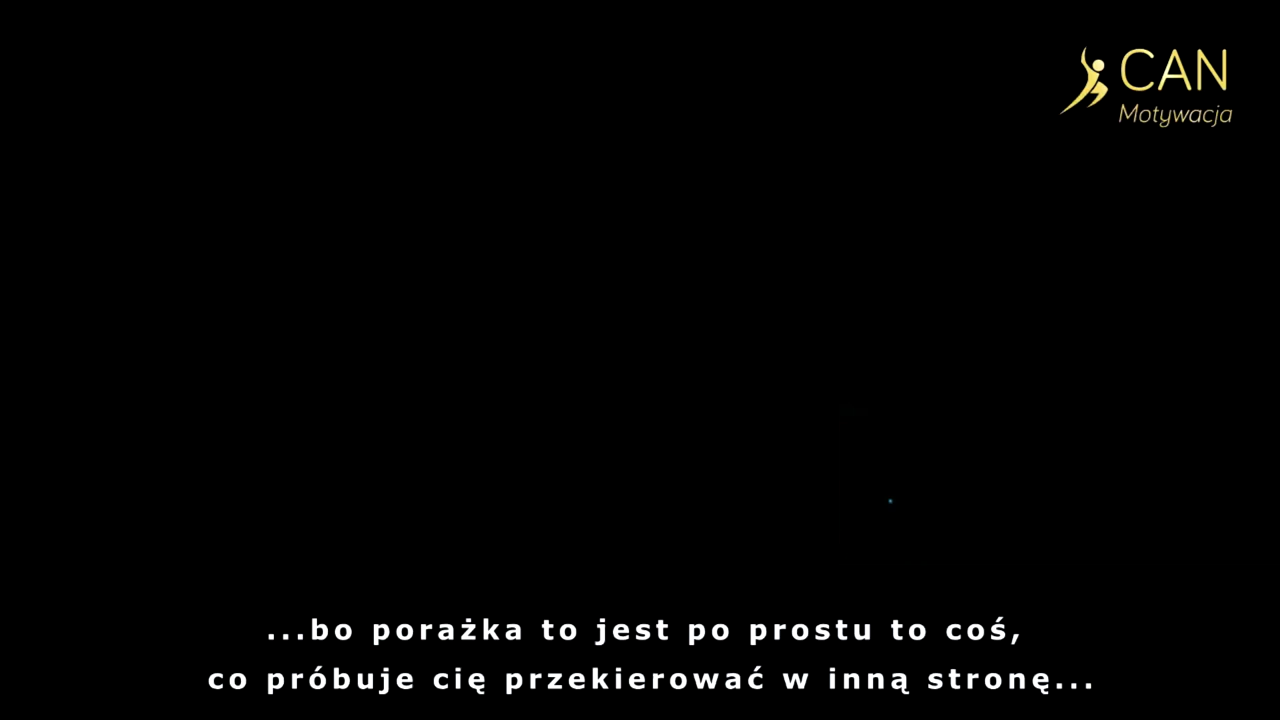 CAN
Motywacja
...bo porażka to jest po prostu to coś,
co próbuje cię przekierować w inną stronę...